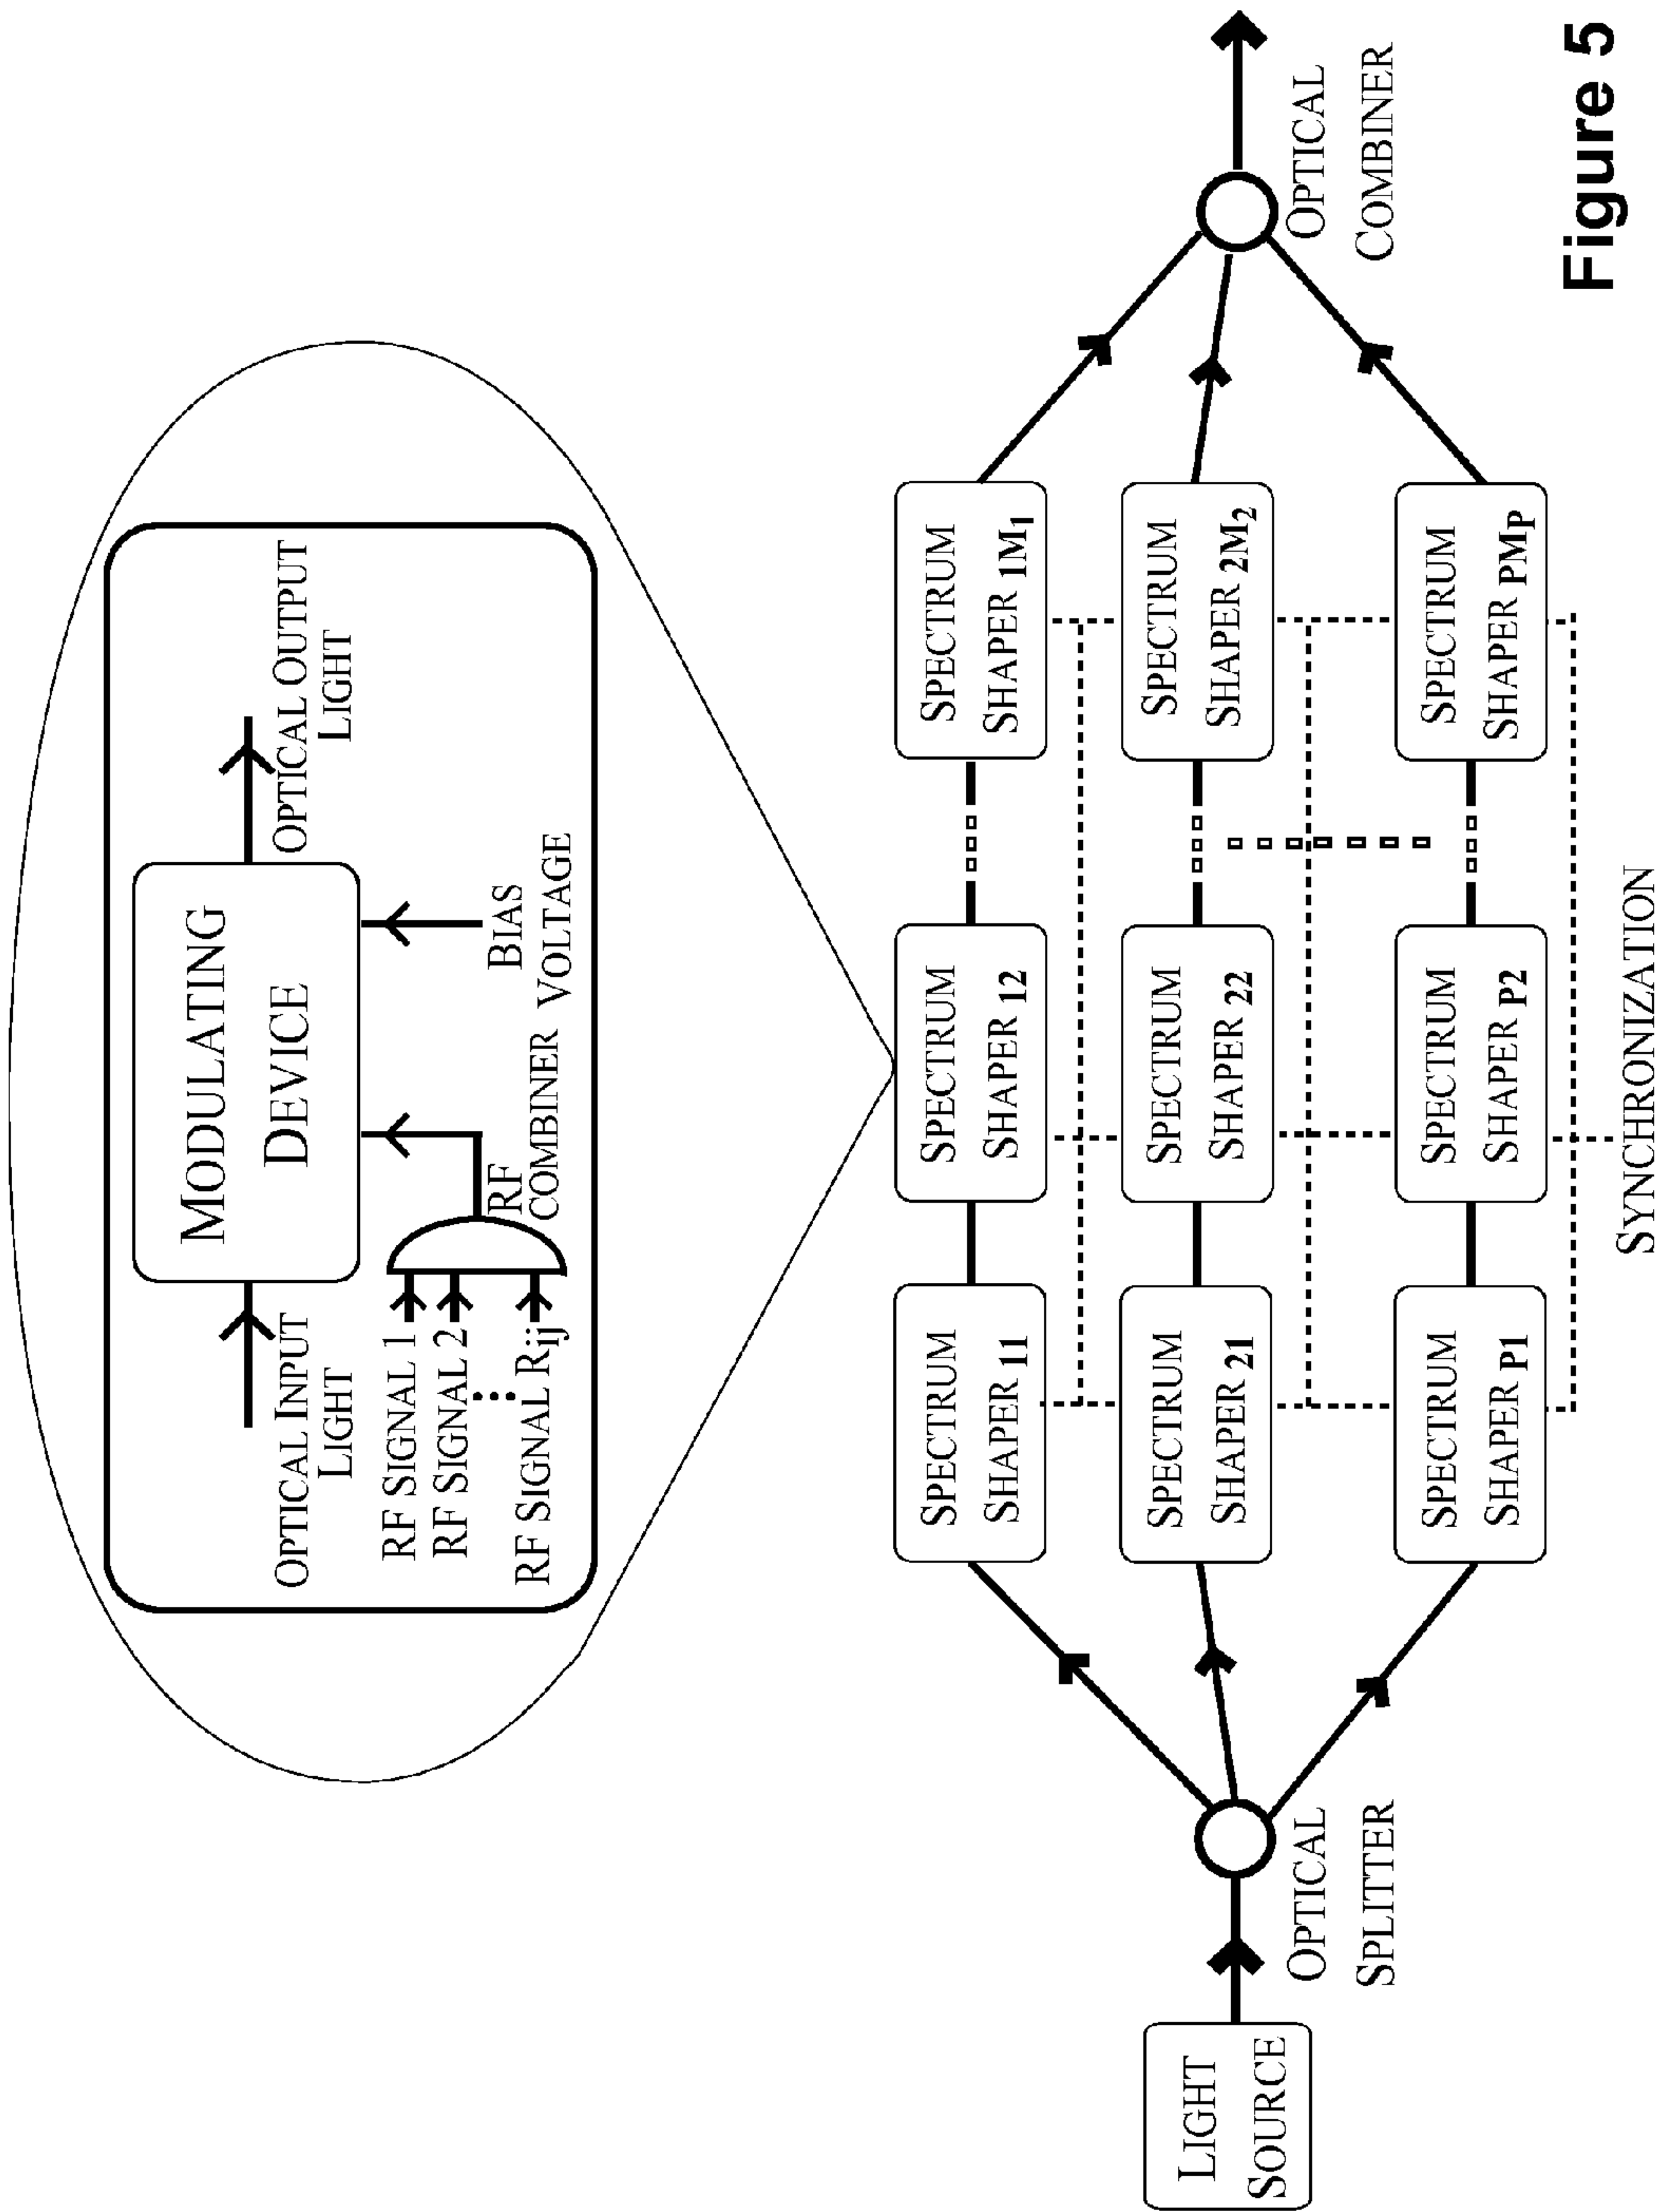 MODULATING
DEVICE
OPTICAL INPUT
LIGHT
OPTICAL OUTPUT
LIGHT
RF SIGNAL 1
RF SIGNAL 2
RF SIGNAL Rij
RF
COMBINER
BIAS
VOLTAGE
LIGHT
SOURCE
OPTICAL
SPLITTER
SPECTRUM
SHAPER 11
SPECTRUM
SHAPER 12
SPECTRUM
SHAPER 1M1
SPECTRUM
SHAPER 21
SPECTRUM
SHAPER 22
SPECTRUM
SHAPER 2M2
SPECTRUM
SHAPER P1
SPECTRUM
SHAPER P2
SPECTRUM
SHAPER PMP
OPTICAL
COMBINER
SYNCHRONIZATION
Figure 5